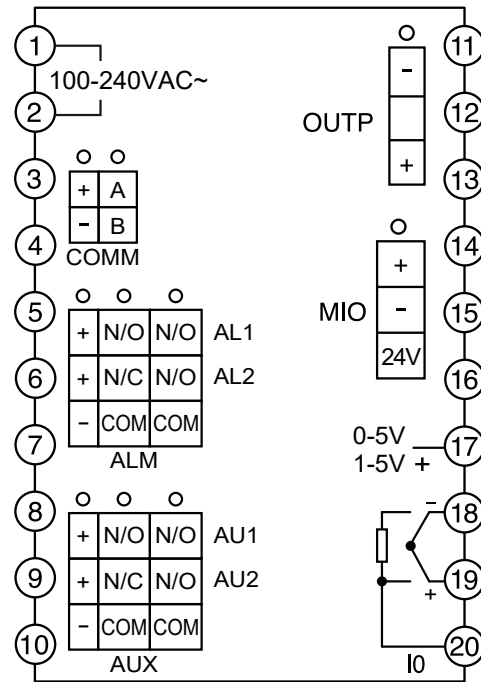 1
11
100-240VAC~
-
2
OUTP
12
+
3
+ A
13
4
- B
COMM
14
+
5
MIO
-
15
+ N/O N/O AL1
24V
6
+ N/C N/O AL2
16
7
- COM COM
ALM
0-5V
1-5V +
17
8
-
18
+ N/O N/O AU1
9
+ N/C N/O AU2
+
19
10
- COM COM
AUX
I0
20